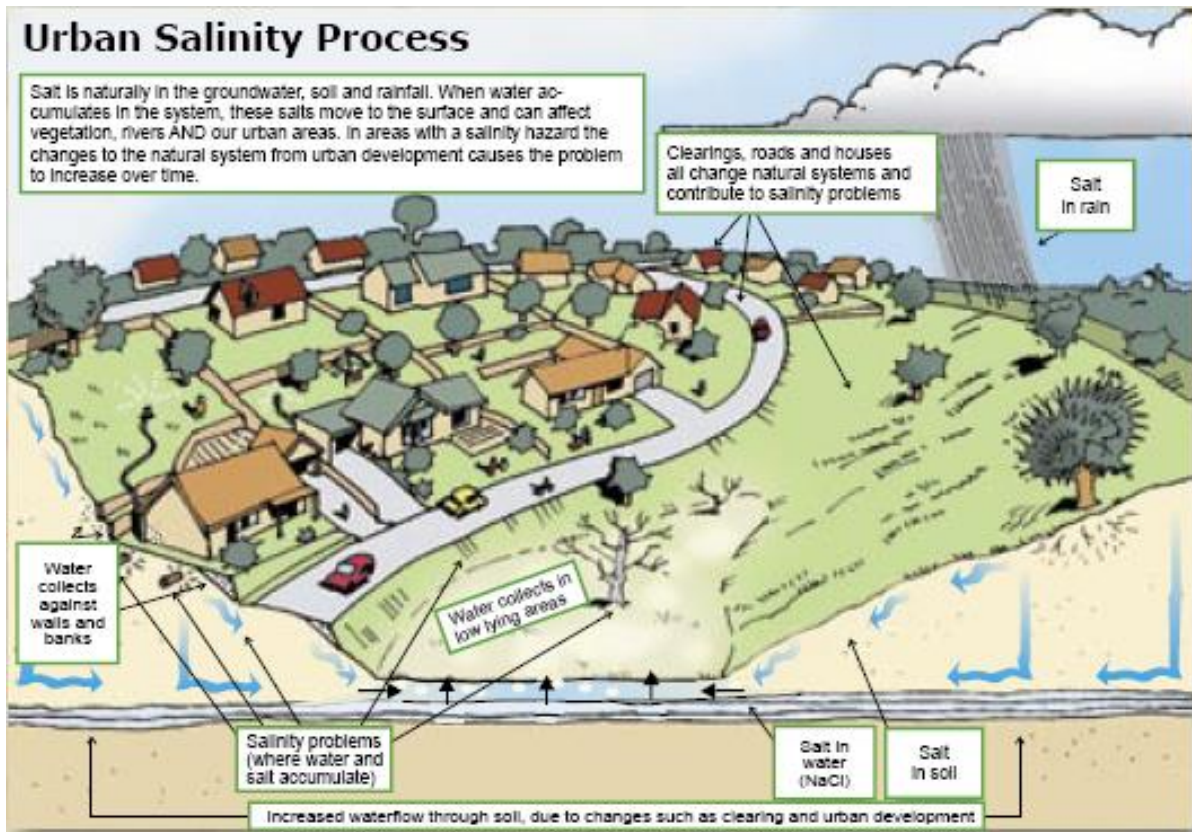 Urban Salinity Process
Salt is naturally in the groundwater, soil and rainfall. When water ac-
cumulates in the system, these salts move to the surface and can affect
vegetation, rivers AND our urban areas. In areas with a salinity hazard the
changes to the natural system from urban development causes the problem
to increase over time.
Clearings, roads and houses
all change natural systems and
contribute to salinity problems
Salt
in rain
Water
collects
against
walls and
banks
Water collects in
low lying areas
Salinity problems
(where water and
salt accumulate)
Salt in
water
(NaCl)
Salt
in soil
Increased waterflow through soil, due to changes such as clearing and urban development